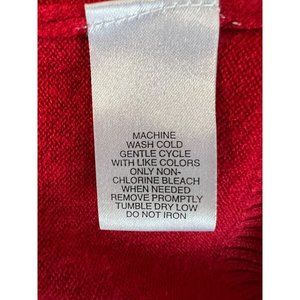 MACHINE
WASH COLD
GENTLE CYCLE
WITH LIKE COLORS
ONLY NON-
CHLORINE BLEACH
WHEN NEEDED
REMOVE PROMPTLY
TUMBLE DRY LOW
DO NOT IRON